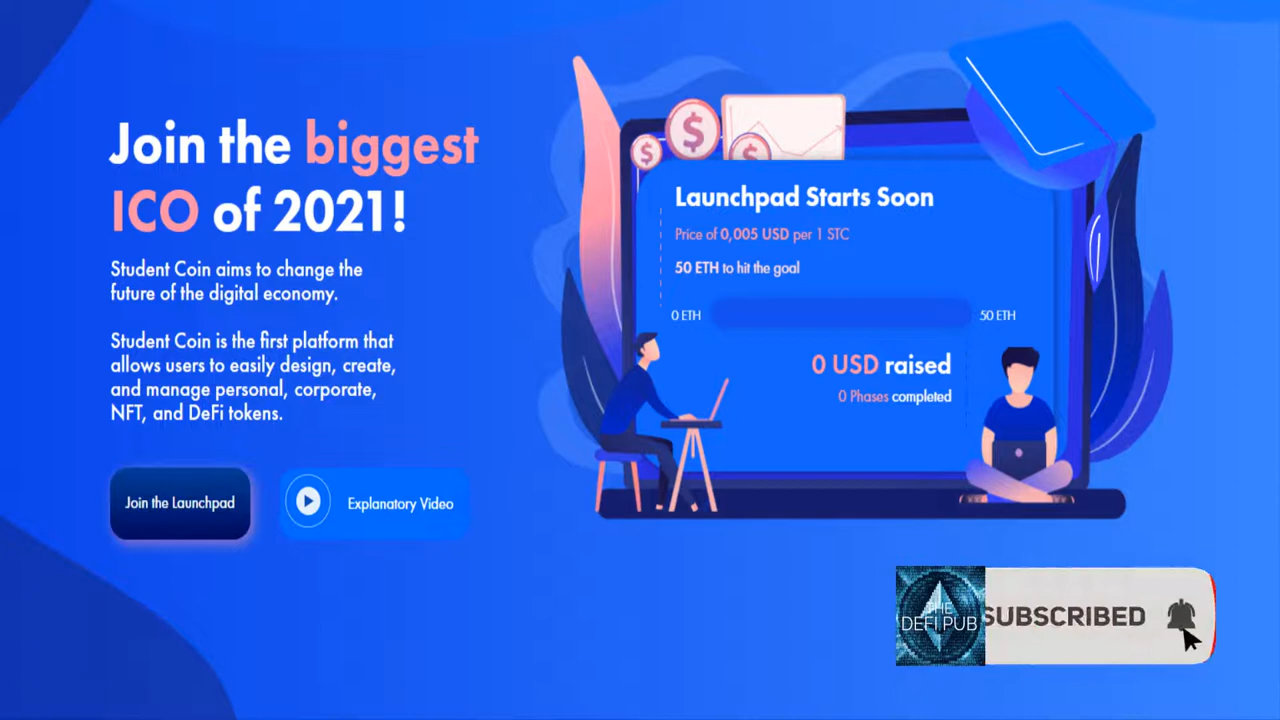 Join the biggest
ICO of 2021!
Student Coin aims to change the
future of the digital economy.
Student Coin is the first platform that
allows users to easily design, create,
and manage personal, corporate,
NFT, and DeFi tokens.
Join the Launchpad
Explanatory Video
$
$
$
Launchpad Starts Soon
Price of 0,005 USD per 1 STC
50 ETH to hit the goal
0 ETH
50 ETH
0 USD raised
0 Phases completed
THE
DEFI PUB
SUBSCRIBED